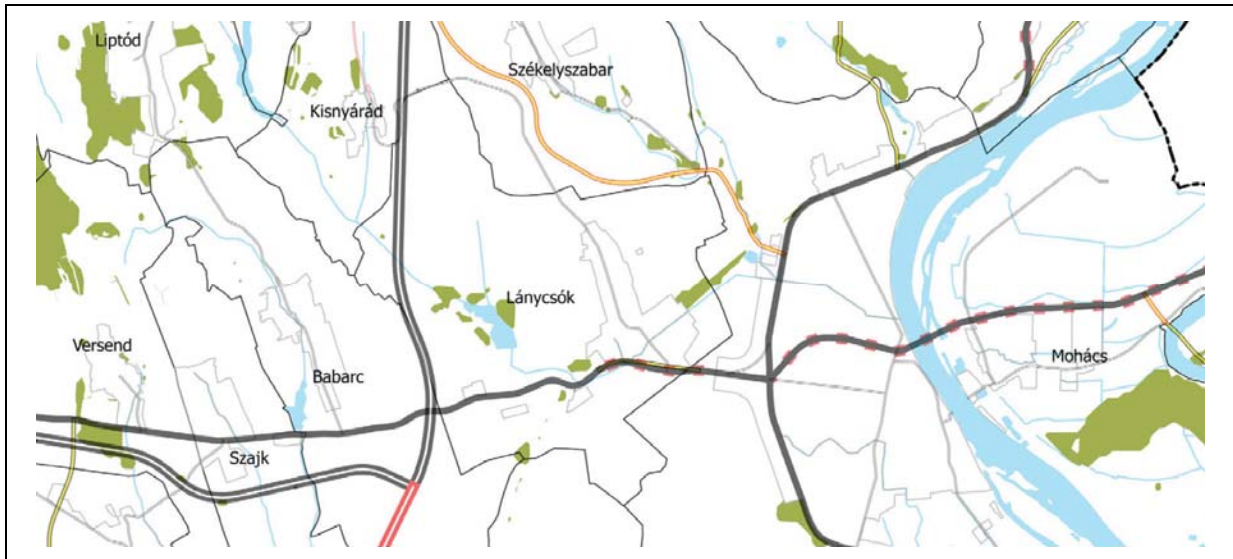 Liptód
Székelyszabar
Kisnyárád
Lánycsók
Versend
Mohács
Babarc
Szajk